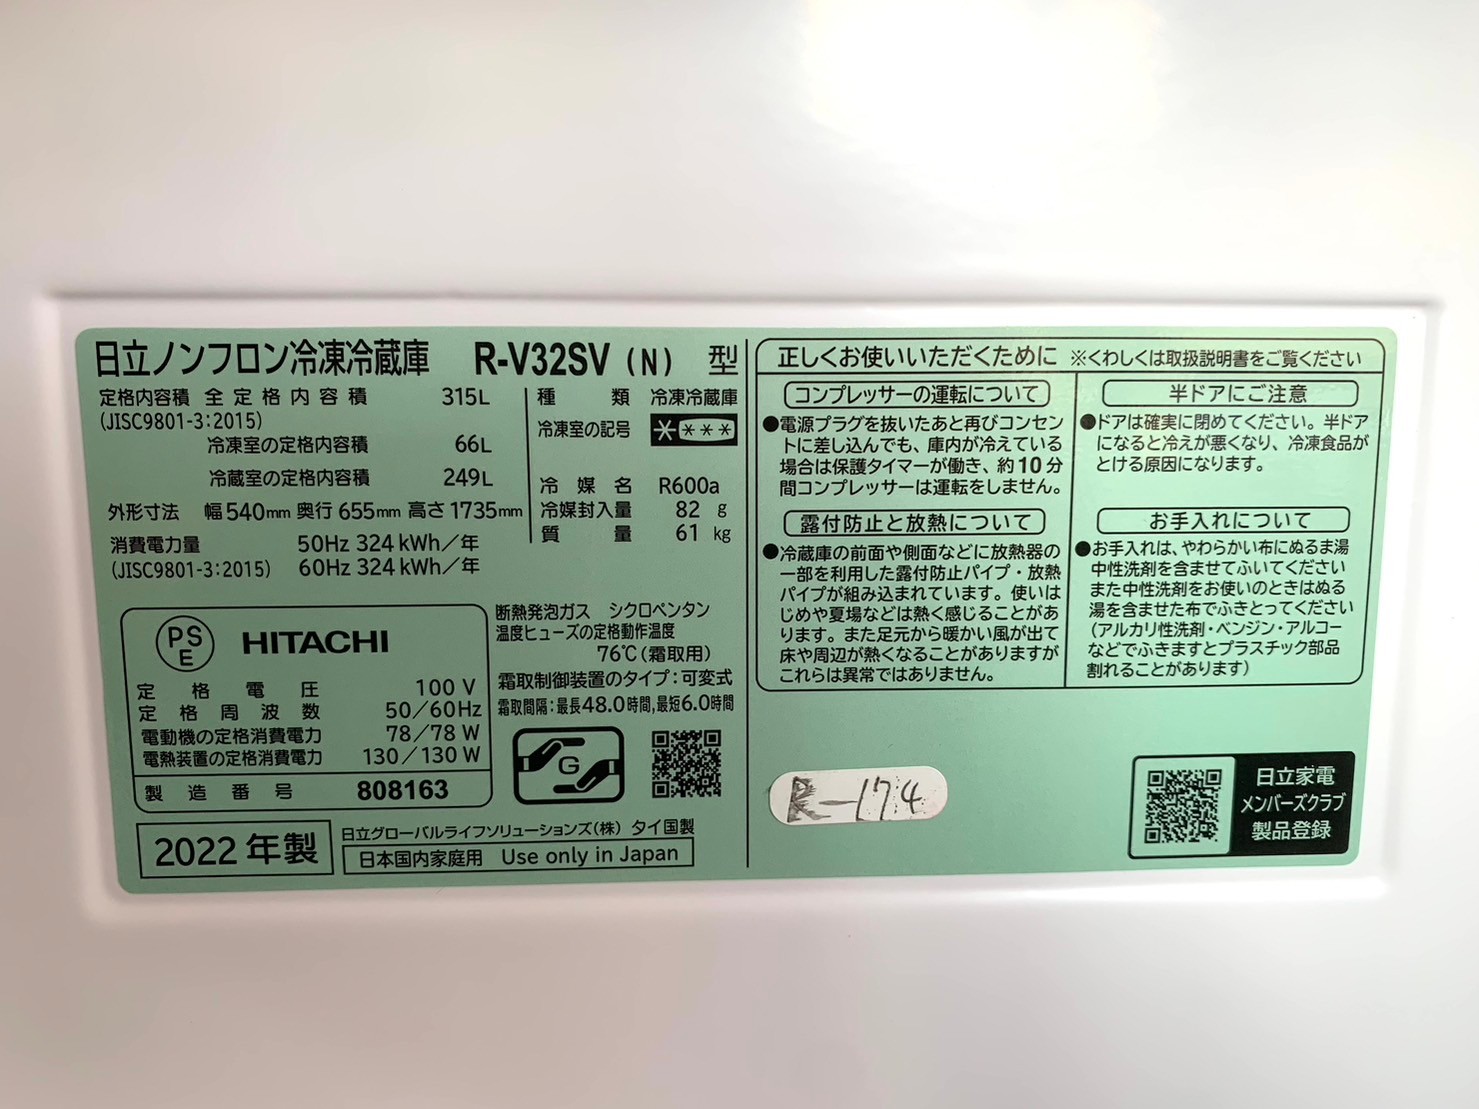 日立ノンフロン冷凍冷蔵庫 R-V32SV (N) 型
定格内容積 全定格内容積 315L
(JISC9801-3:2015)
冷凍室の定格内容積 66L
冷蔵室の定格内容積 249L
外形寸法 幅540mm 奥行655mm 高さ1735mm
消費電力量 50Hz 324kWh/年
(JISC9801-3:2015) 60Hz 324kWh/年
種類 冷凍冷蔵庫
冷凍室の記号 ****
冷媒名 R600a
冷媒封入量 82 g
質量 61 kg
PS
E
HITACHI
定格電圧 100V
定格周波数 50/60Hz
電動機の定格消費電力 78/78W
電熱装置の定格消費電力 130/130W
製造番号 808163
断熱発泡ガス シクロペンタン
温度ヒューズの定格動作温度
76℃(霜取用)
霜取制御装置のタイプ:可変式
霜取間隔:最長48.0時間,最短6.0時間
G
2022年製
日立グローバルライフソリューションズ(株) タイ国製
日本国内家庭用 Use only in Japan
正しくお使いいただくために ※くわしくは取扱説明書をご覧ください
コンプレッサーの運転について
●電源プラグを抜いたあと再びコンセン
トに差し込んでも、庫内が冷えている
場合は保護タイマーが働き、約10分
間コンプレッサーは運転をしません。
露付防止と放熱について
●冷蔵庫の前面や側面などに放熱器の
一部を利用した露付防止パイプ・放熱
パイプが組み込まれています。使いは
じめや夏場などは熱く感じることがあ
ります。また足元から暖かい風が出て
床や周辺が熱くなることがありますが
これらは異常ではありません。
半ドアにご注意
●ドアは確実に閉めてください。半ドア
になると冷えが悪くなり、冷凍食品が
とける原因になります。
お手入れについて
●お手入れは、やわらかい布にぬるま湯
中性洗剤を含ませてふいてください
また中性洗剤をお使いのときはぬる
湯を含ませた布でふきとってください
(アルカリ性洗剤・ベンジン・アルコー
などでふきますとプラスチック部品
割れることがあります)
R-174
日立家電
メンバーズクラブ
製品登録